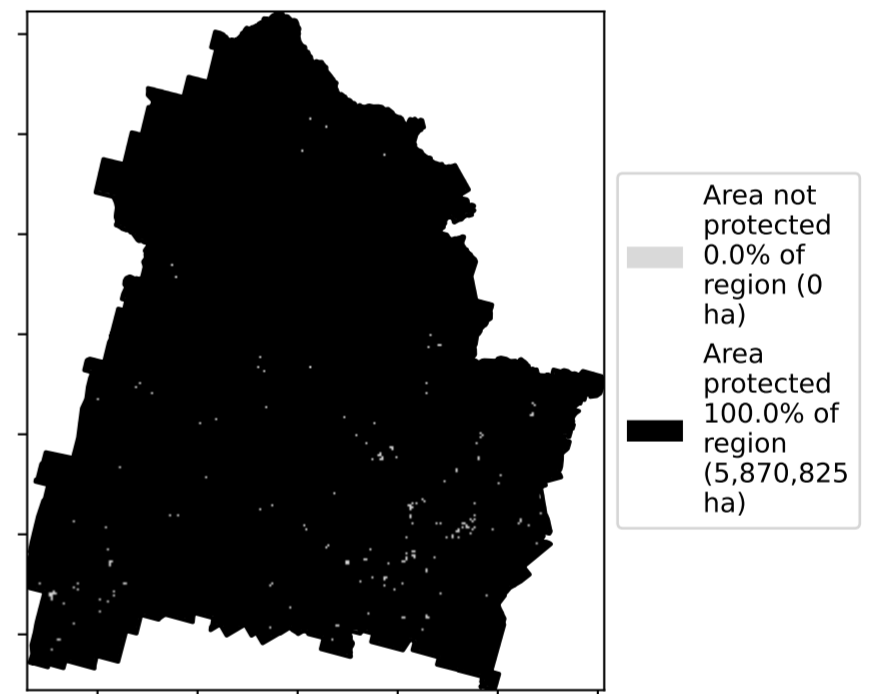 Area not
protected
0.0% of
region (0
ha)
Area
protected
100.0% of
region
(5,870,825
ha)